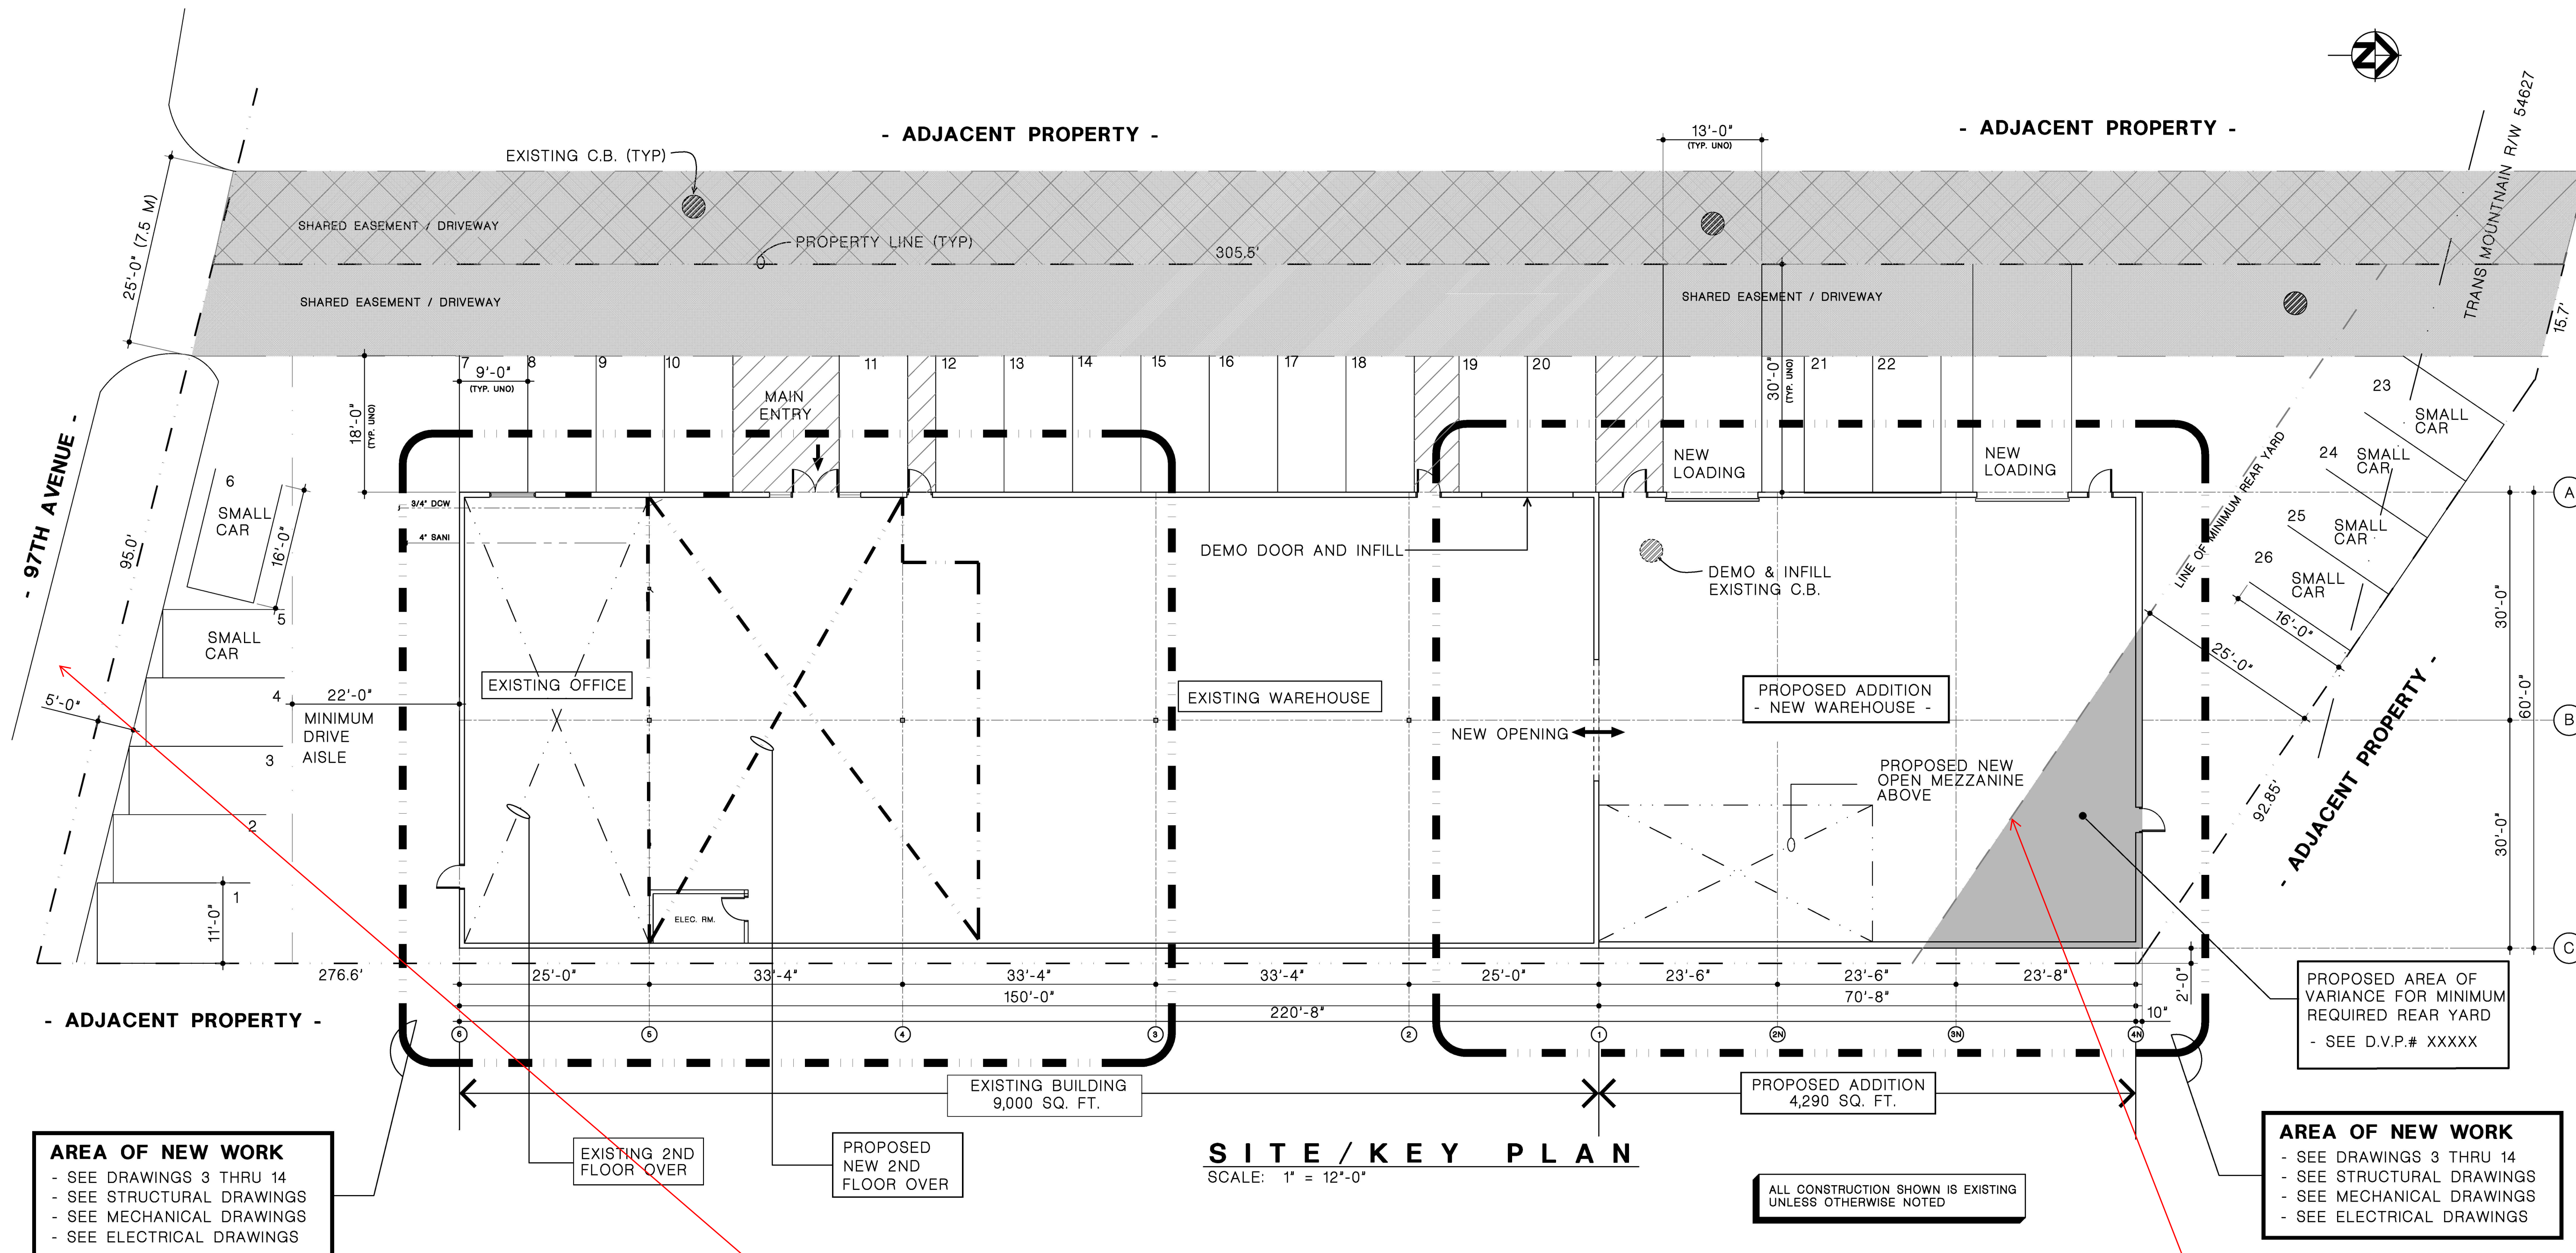 N
TRANS MOUNTNAIN R/W 54627
- ADJACENT PROPERTY -
- ADJACENT PROPERTY -
13'-0"
(TYP. UNO)
EXISTING C.B. (TYP)
25'-0" (7.5 M)
SHARED EASEMENT / DRIVEWAY
PROPERTY LINE (TYP)
305.5'
SHARED EASEMENT / DRIVEWAY
SHARED EASEMENT / DRIVEWAY
15.7'
7
8
9
10
11
12
13
14
15
16
17
18
19
20
21
22
23
9'-0"
(TYP. UNO)
18'-0"
(TYP. UNO)
MAIN
ENTRY
30'-0"
(TYP. UNO)
SMALL
CAR
24
SMALL
CAR
25
SMALL
CAR
26
SMALL
CAR
NEW
LOADING
NEW
LOADING
LINE OF MINIMUM REAR YARD
- 97TH AVENUE -
95.0'
6
SMALL
CAR
16'-0"
5
SMALL
CAR
4
3
2
1
5'-0"
22'-0"
MINIMUM
DRIVE
AISLE
11'-0"
3/4" DCW
4" SANI
DEMO DOOR AND INFILL
DEMO & INFILL
EXISTING C.B.
EXISTING OFFICE
EXISTING WAREHOUSE
PROPOSED ADDITION
- NEW WAREHOUSE -
NEW OPENING
PROPOSED NEW
OPEN MEZZANINE
ABOVE
ELEC. RM.
16'-0"
25'-0"
92.85'
- ADJACENT PROPERTY -
30'-0"
60'-0"
30'-0"
A
B
C
276.6'
25'-0"
33'-4"
33'-4"
33'-4"
25'-0"
23'-6"
23'-6"
23'-8"
2'-0"
150'-0"
70'-8"
220'-8"
10"
- ADJACENT PROPERTY -
6
5
4
3
2
1
2N
3N
4N
PROPOSED AREA OF
VARIANCE FOR MINIMUM
REQUIRED REAR YARD
- SEE D.V.P.# XXXXX
EXISTING BUILDING
9,000 SQ. FT.
PROPOSED ADDITION
4,290 SQ. FT.
EXISTING 2ND
FLOOR OVER
PROPOSED
NEW 2ND
FLOOR OVER
SITE/KEY PLAN
SCALE: 1" = 12"-0"
ALL CONSTRUCTION SHOWN IS EXISTING
UNLESS OTHERWISE NOTED
AREA OF NEW WORK
- SEE DRAWINGS 3 THRU 14
- SEE STRUCTURAL DRAWINGS
- SEE MECHANICAL DRAWINGS
- SEE ELECTRICAL DRAWINGS
AREA OF NEW WORK
- SEE DRAWINGS 3 THRU 14
- SEE STRUCTURAL DRAWINGS
- SEE MECHANICAL DRAWINGS
- SEE ELECTRICAL DRAWINGS